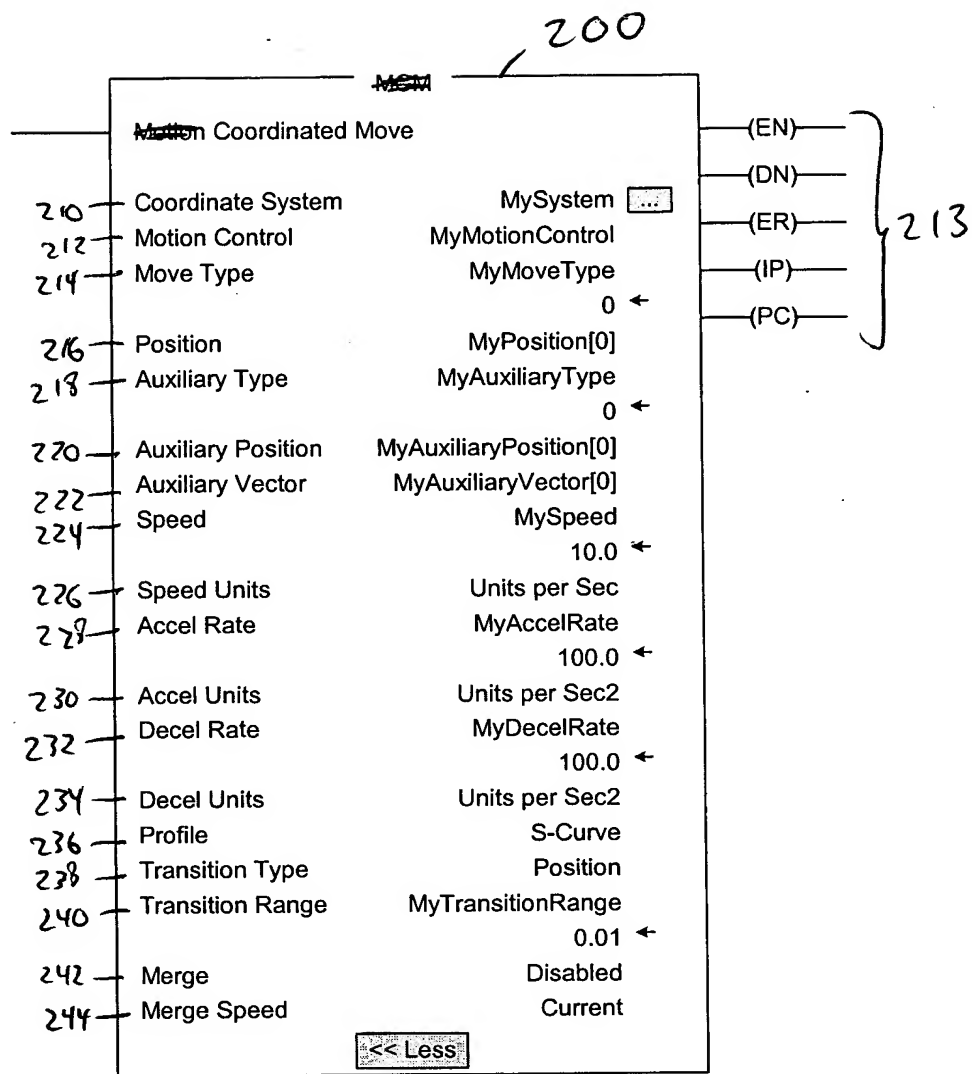 200
MCM
Motion Coordinated Move
(EN)
(DN)
210 Coordinate System MySystem ...
(ER)
213
212 Motion Control MyMotionControl
214 Move Type MyMoveType
(IP)
0 ←
(PC)
216 Position MyPosition[0]
218 Auxiliary Type MyAuxiliaryType
0 ←
220 Auxiliary Position MyAuxiliaryPosition[0]
222 Auxiliary Vector MyAuxiliaryVector[0]
224 Speed MySpeed
10.0 ←
226 Speed Units Units per Sec
228 Accel Rate MyAccelRate
100.0 ←
230 Accel Units Units per Sec2
232 Decel Rate MyDecelRate
100.0 ←
234 Decel Units Units per Sec2
236 Profile S-Curve
238 Transition Type Position
240 Transition Range MyTransitionRange
0.01 ←
242 Merge Disabled
244 Merge Speed Current
<< Less